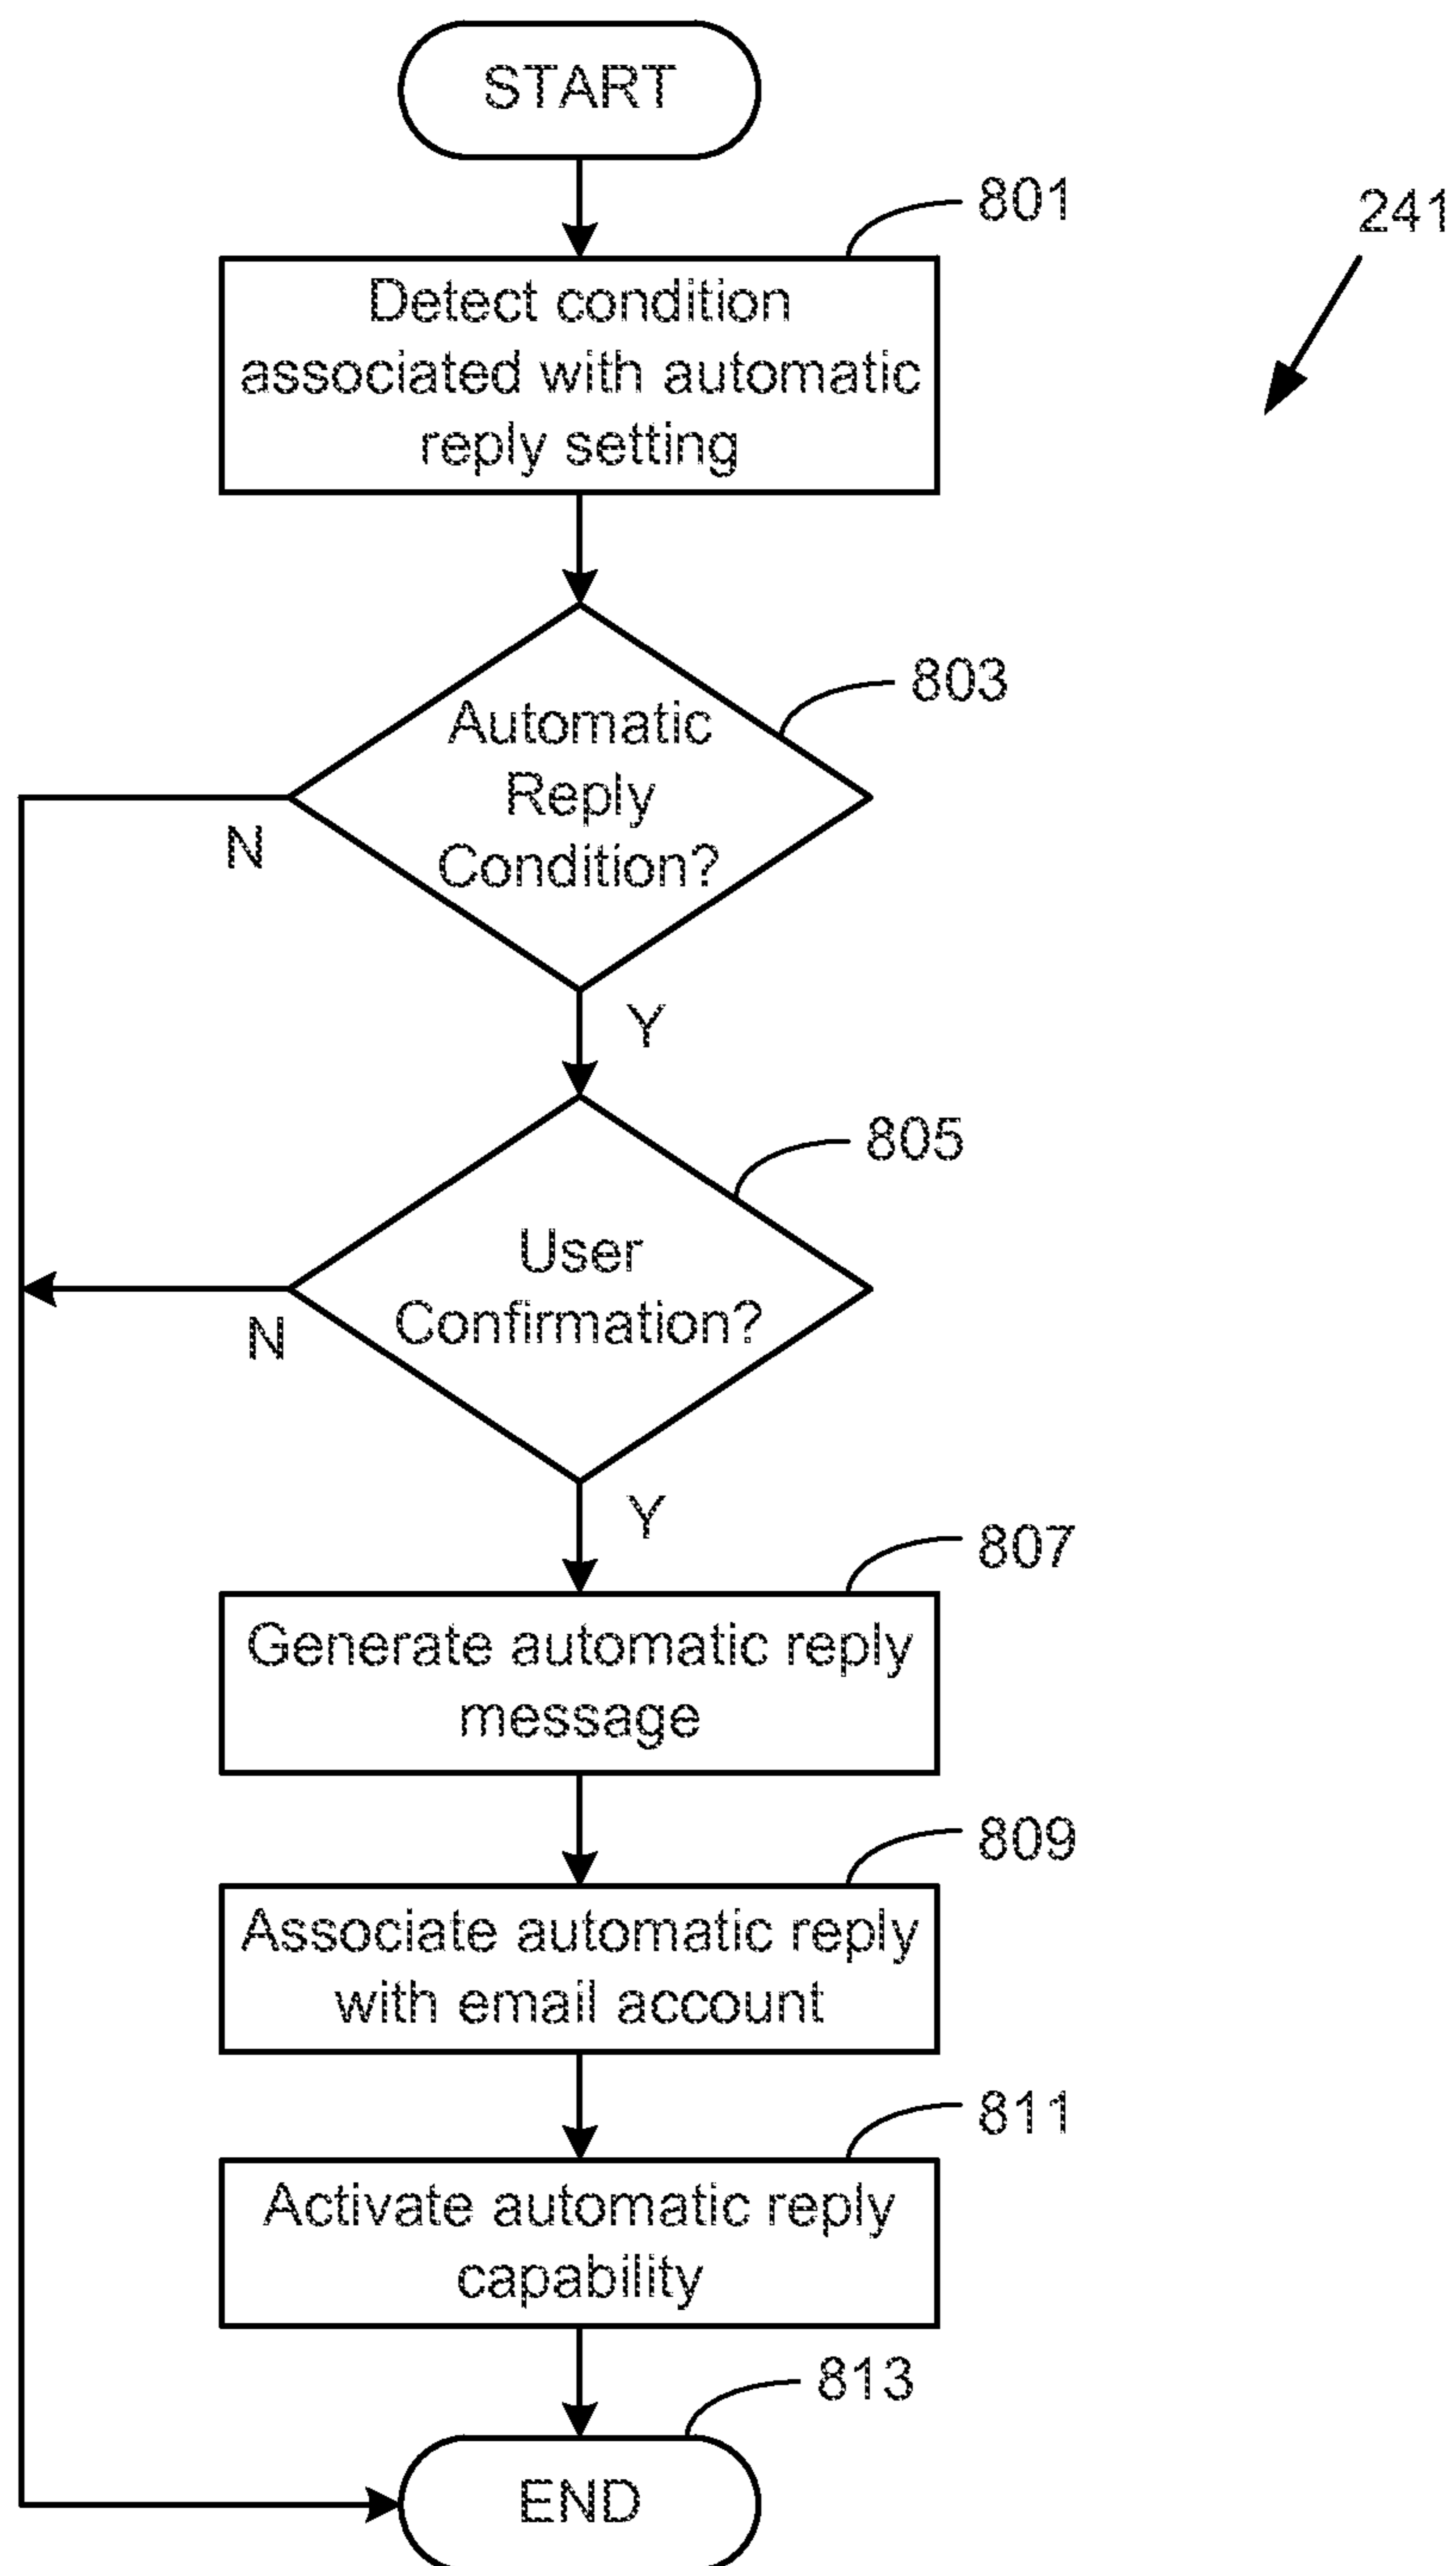 START
801
241
Detect condition
associated with automatic
reply setting
803
Automatic
Reply
Condition?
N
Y
805
User
Confirmation?
N
Y
807
Generate automatic reply
message
809
Associate automatic reply
with email account
811
Activate automatic reply
capability
813
END